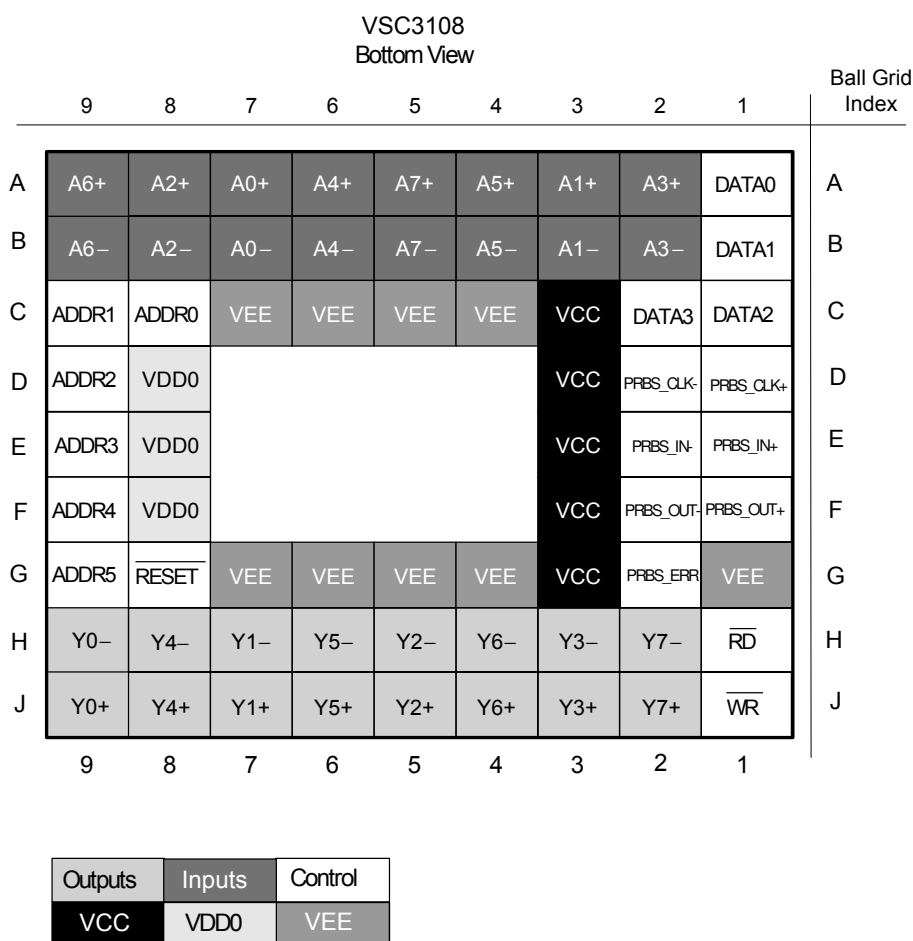 VSC3108
Bottom View
Ball Grid
Index
9 8 7 6 5 4 3 2 1
A A6+ A2+ A0+ A4+ A7+ A5+ A1+ A3+ DATA0 A
B A6− A2− A0− A4− A7− A5− A1− A3− DATA1 B
C ADDR1 ADDR0 VEE VEE VEE VEE VCC DATA3 DATA2 C
D ADDR2 VDD0 VCC PRBS_CLK- PRBS_CLK+ D
E ADDR3 VDD0 VCC PRBS_IN- PRBS_IN+ E
F ADDR4 VDD0 VCC PRBS_OUT- PRBS_OUT+ F
G ADDR5 R̅E̅S̅E̅T̅ VEE VEE VEE VEE VCC PRBS_ERR VEE G
H Y0− Y4− Y1− Y5− Y2− Y6− Y3− Y7− R̅D̅ H
J Y0+ Y4+ Y1+ Y5+ Y2+ Y6+ Y3+ Y7+ W̅R̅ J
9 8 7 6 5 4 3 2 1
Outputs Inputs Control
VCC VDD0 VEE